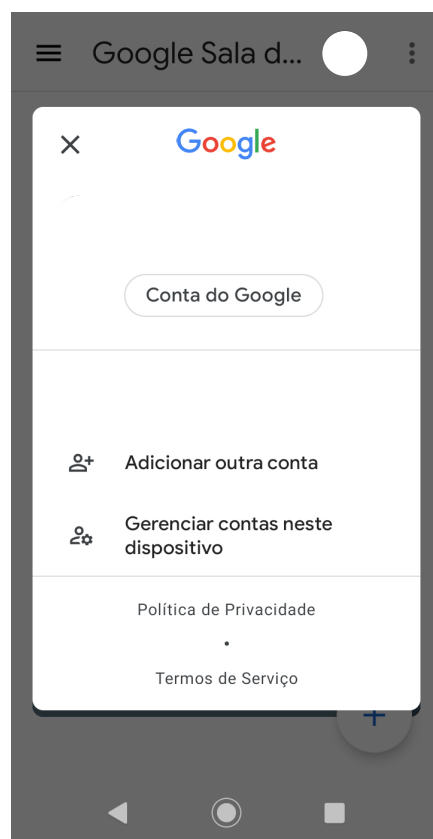 Google Sala d...
Google
Conta do Google
Adicionar outra conta
Gerenciar contas neste
dispositivo
Política de Privacidade
•
Termos de Serviço